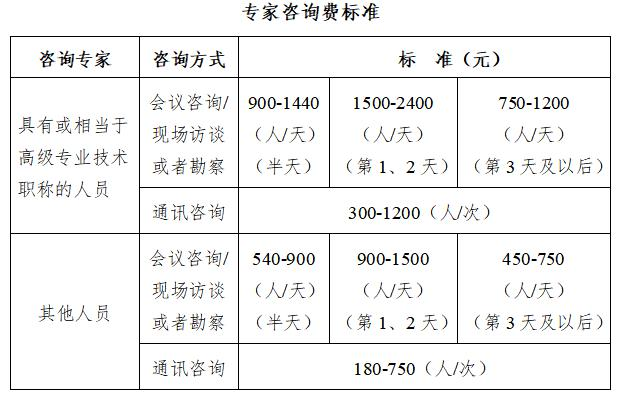 专家咨询费标准
咨询专家 咨询方式 标 准（元）
具有或相当于
高级专业技术
职称的人员
会议咨询/
现场访谈
或者勘察
900-1440
（人/天）
（半天）
1500-2400
（人/天）
（第1、2天）
750-1200
（人/天）
（第3天及以后）
通讯咨询 300-1200（人/次）
其他人员
会议咨询/
现场访谈
或者勘察
540-900
（人/天）
（半天）
900-1500
（人/天）
（第1、2天）
450-750
（人/天）
（第3天及以后）
通讯咨询 180-750（人/次）